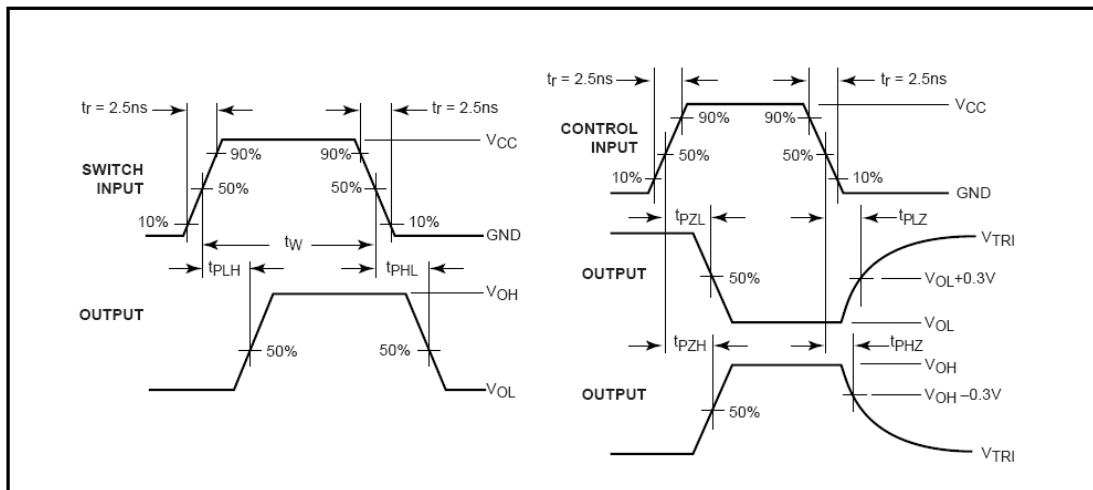 tr = 2.5ns
tr = 2.5ns
VCC
90%
90%
SWITCH
INPUT
50%
50%
10%
10%
GND
tW
tPLH
tPHL
VOH
OUTPUT
50%
50%
VOL
tr = 2.5ns
tr = 2.5ns
VCC
90%
90%
CONTROL
INPUT
50%
50%
10%
10%
GND
tPZL
tPLZ
VTRI
OUTPUT
50%
VOL+0.3V
VOL
tPZH
tPHZ
VOH
OUTPUT
VOH –0.3V
50%
VTRI